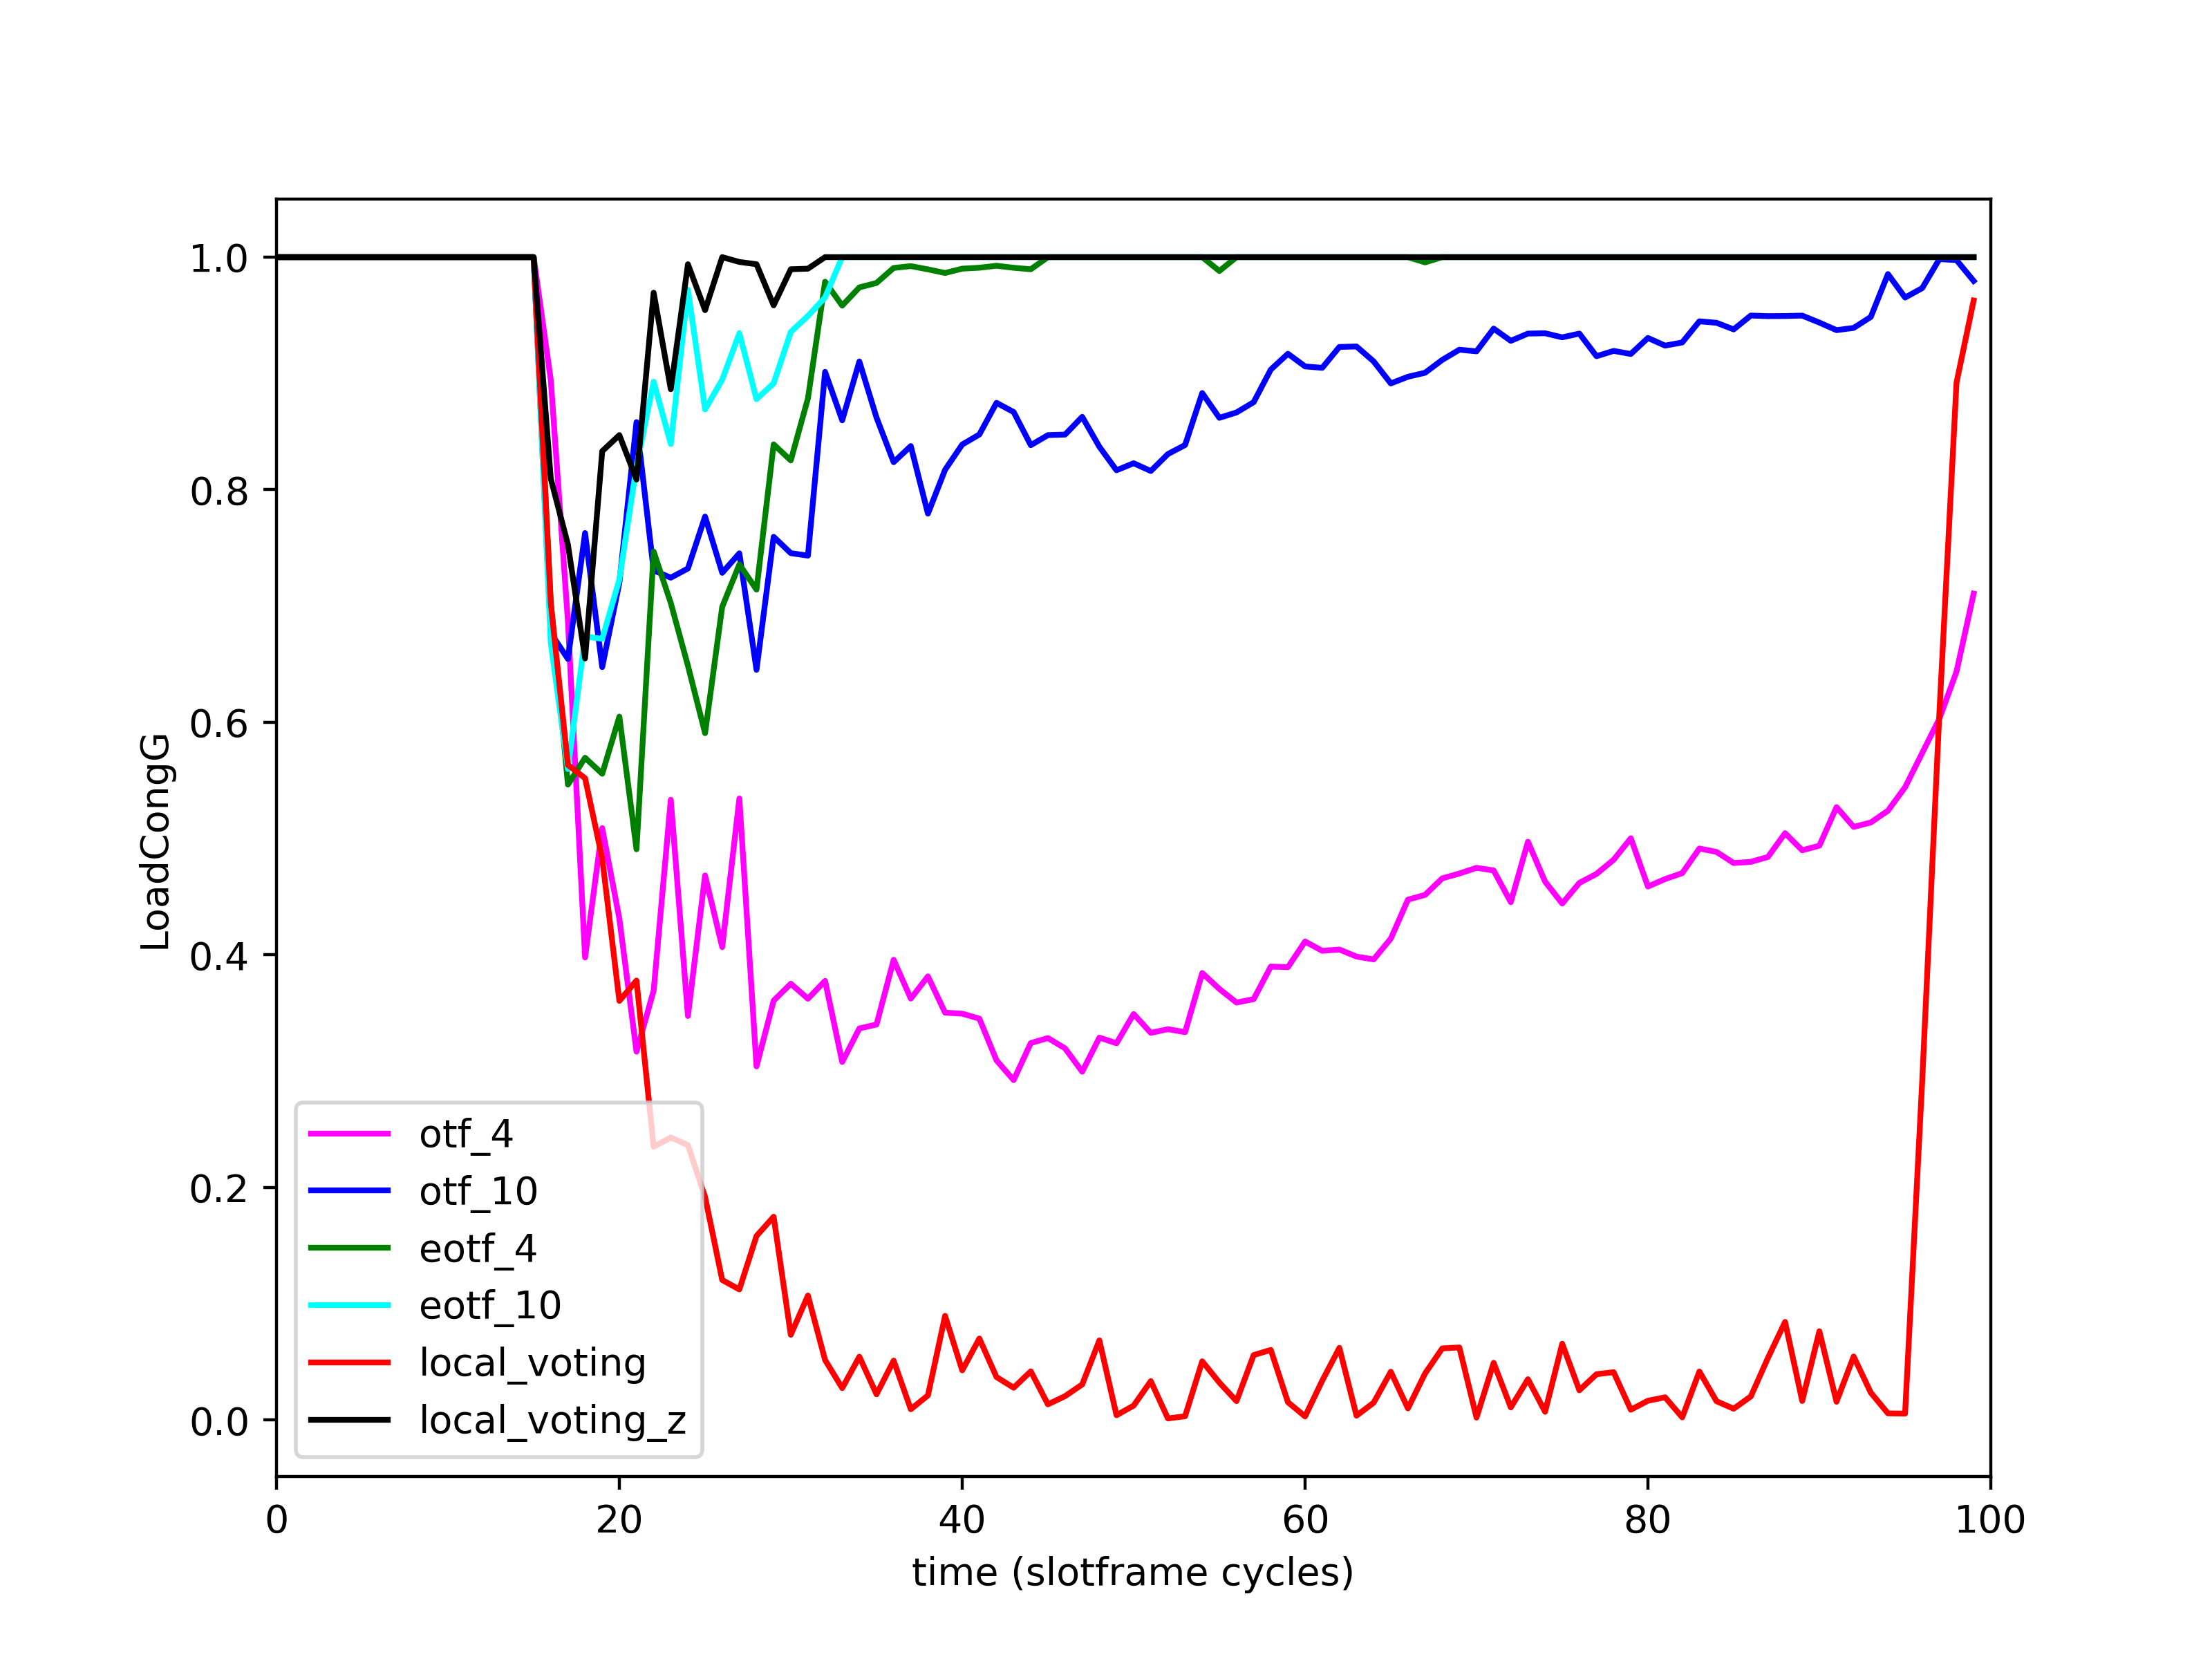 1.0
0.8
0.6
0.4
0.2
0.0
LoadCongG
otf_4
otf_10
eotf_4
eotf_10
local_voting
local_voting_z
0 20 40 60 80 100
time (slotframe cycles)